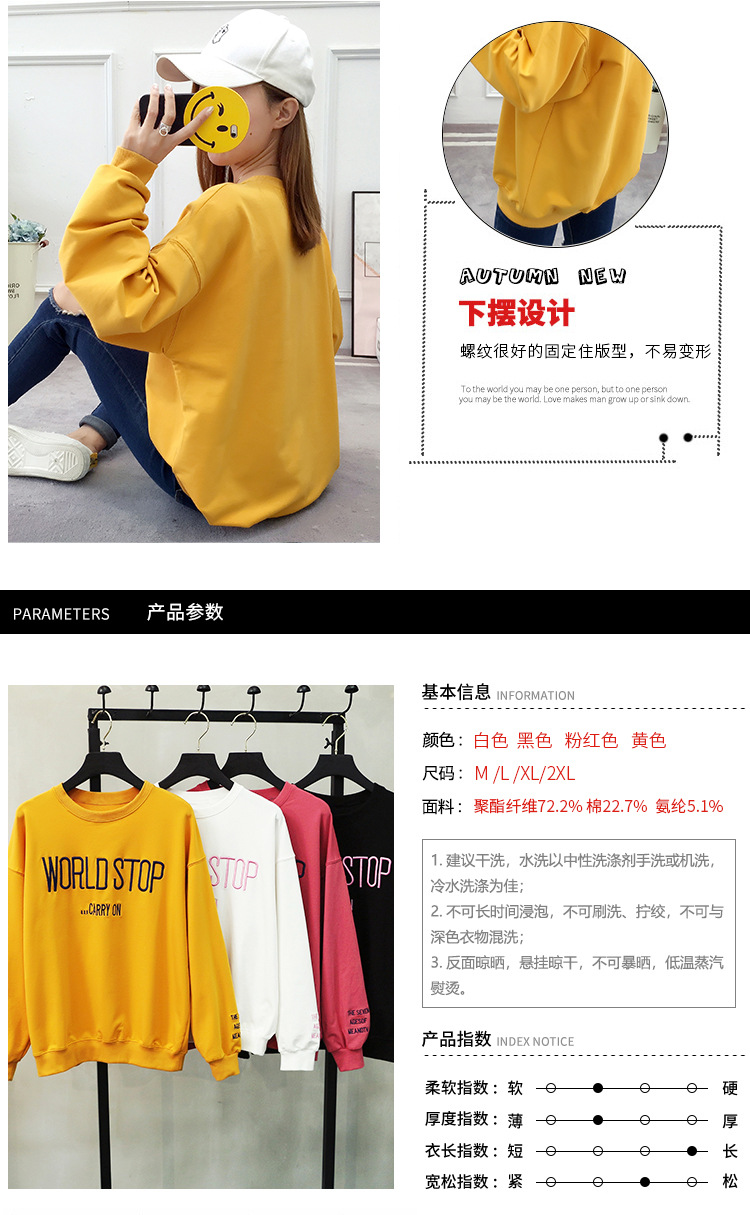 AUTUMN NEW
下摆设计
螺纹很好的固定住版型，不易变形
To the world you may be one person, but to one person
you may be the world. Love makes man grow up or sink down.
PARAMETERS 产品参数
基本信息 INFORMATION
颜色： 白色 黑色 粉红色 黄色
尺码： M /L /XL/2XL
面料： 聚酯纤维72.2% 棉22.7% 氨纶5.1%
1. 建议干洗，水洗以中性洗涤剂手洗或机洗，
冷水洗涤为佳；
2. 不可长时间浸泡，不可刷洗、拧绞，不可与
深色衣物混洗；
3. 反面晾晒，悬挂晾干，不可暴晒，低温蒸汽
熨烫。
产品指数 INDEX NOTICE
柔软指数： 软 硬
厚度指数： 薄 厚
衣长指数： 短 长
宽松指数： 紧 松
WORLD STOP
...CARRY ON
STOP
STOP
THE SEVEN